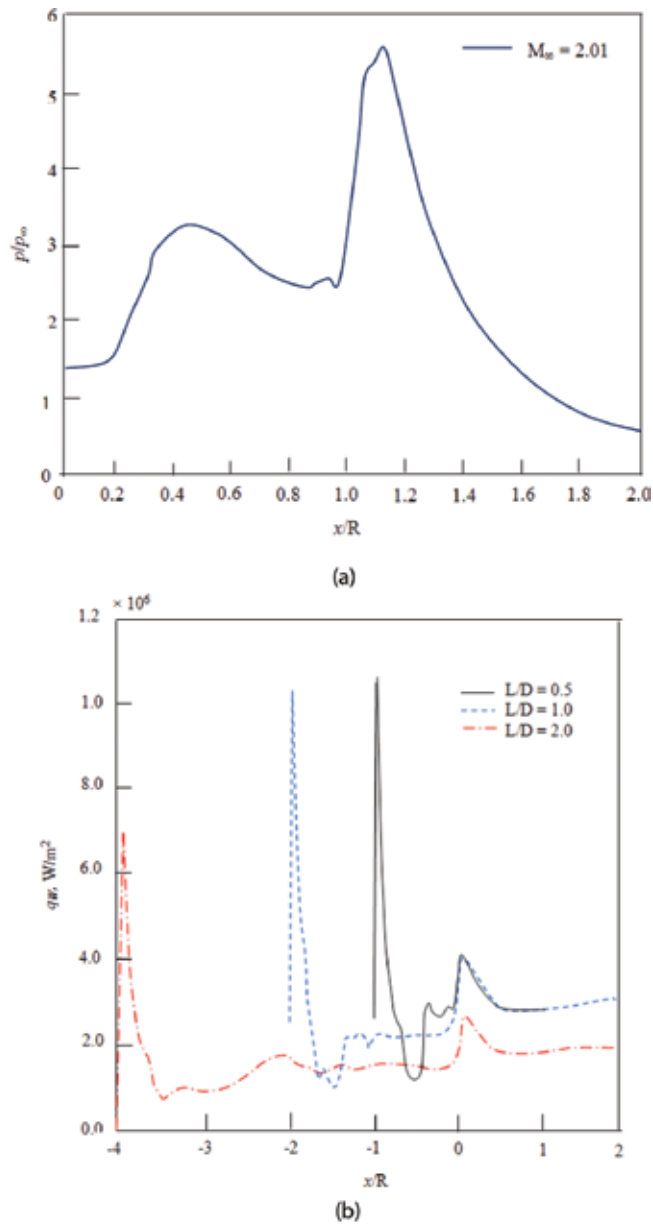 6
5
4
3
2
1
0
p/p∞
M∞ = 2.01
0 0.2 0.4 0.6 0.8 1.0 1.2 1.4 1.6 1.8 2.0
x/R
(a)
× 10⁶
1.2
1.0
8.0
6.0
4.0
2.0
0.0
qw, W/m²
L/D = 0.5
L/D = 1.0
L/D = 2.0
-4 -3 -2 -1 0 1 2
x/R
(b)